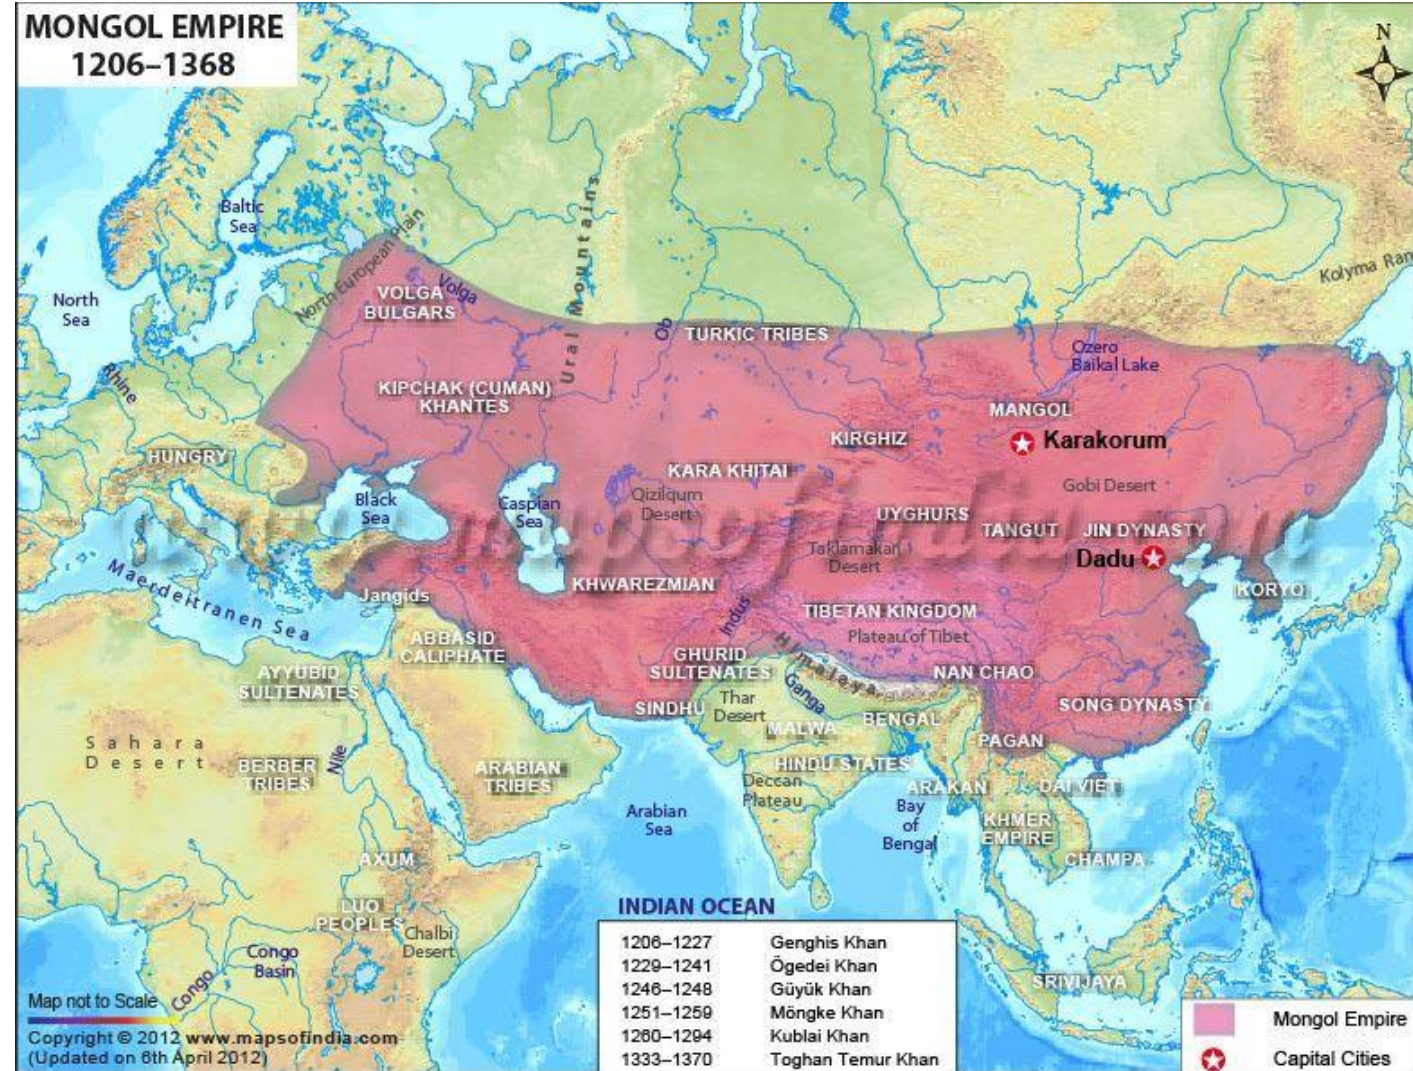 MONGOL EMPIRE
1206–1368
N
Baltic
Sea
North European Plain
Ural Mountains
Kolyma Ran
North
Sea
VOLGA
BULGARS
Volga
Ob
TURKIC TRIBES
Ozero
Baikal Lake
Rhine
KIPCHAK (CUMAN)
KHANTES
MANGOL
Karakorum
KIRGHIZ
HUNGRY
KARA KHITAI
Gobi Desert
Black
Sea
Caspian
Sea
Qizilqum
Desert
UYGHURS
TANGUT
JIN DYNASTY
www.mapsofindia.com
Taklamakan
Desert
Dadu
Maerdeitranen Sea
Jangids
KHWAREZMIAN
KORYO
Indus
TIBETAN KINGDOM
Plateau of Tibet
ABBASID
CALIPHATE
GHURID
SULTENATES
Himalaya
NAN CHAO
AYYUBID
SULTENATES
Ganga
SINDHU
Thar
Desert
MALWA
BENGAL
SONG DYNASTY
Sahara
Desert
Nile
PAGAN
BERBER
TRIBES
ARABIAN
TRIBES
HINDU STATES
Deccan
Plateau
ARAKAN
DAI VIET
Arabian
Sea
Bay
of
Bengal
KHMER
EMPIRE
AXUM
CHAMPA
LUO
PEOPLES
Chalbi
Desert
INDIAN OCEAN
Congo
Basin
Congo
SRIVIJAYA
1206–1227 Genghis Khan
1229–1241 Ögedei Khan
1246–1248 Güyük Khan
1251–1259 Möngke Khan
1260–1294 Kublai Khan
1333–1370 Toghan Temur Khan
Map not to Scale
Copyright © 2012 www.mapsofindia.com
(Updated on 6th April 2012)
Mongol Empire
Capital Cities